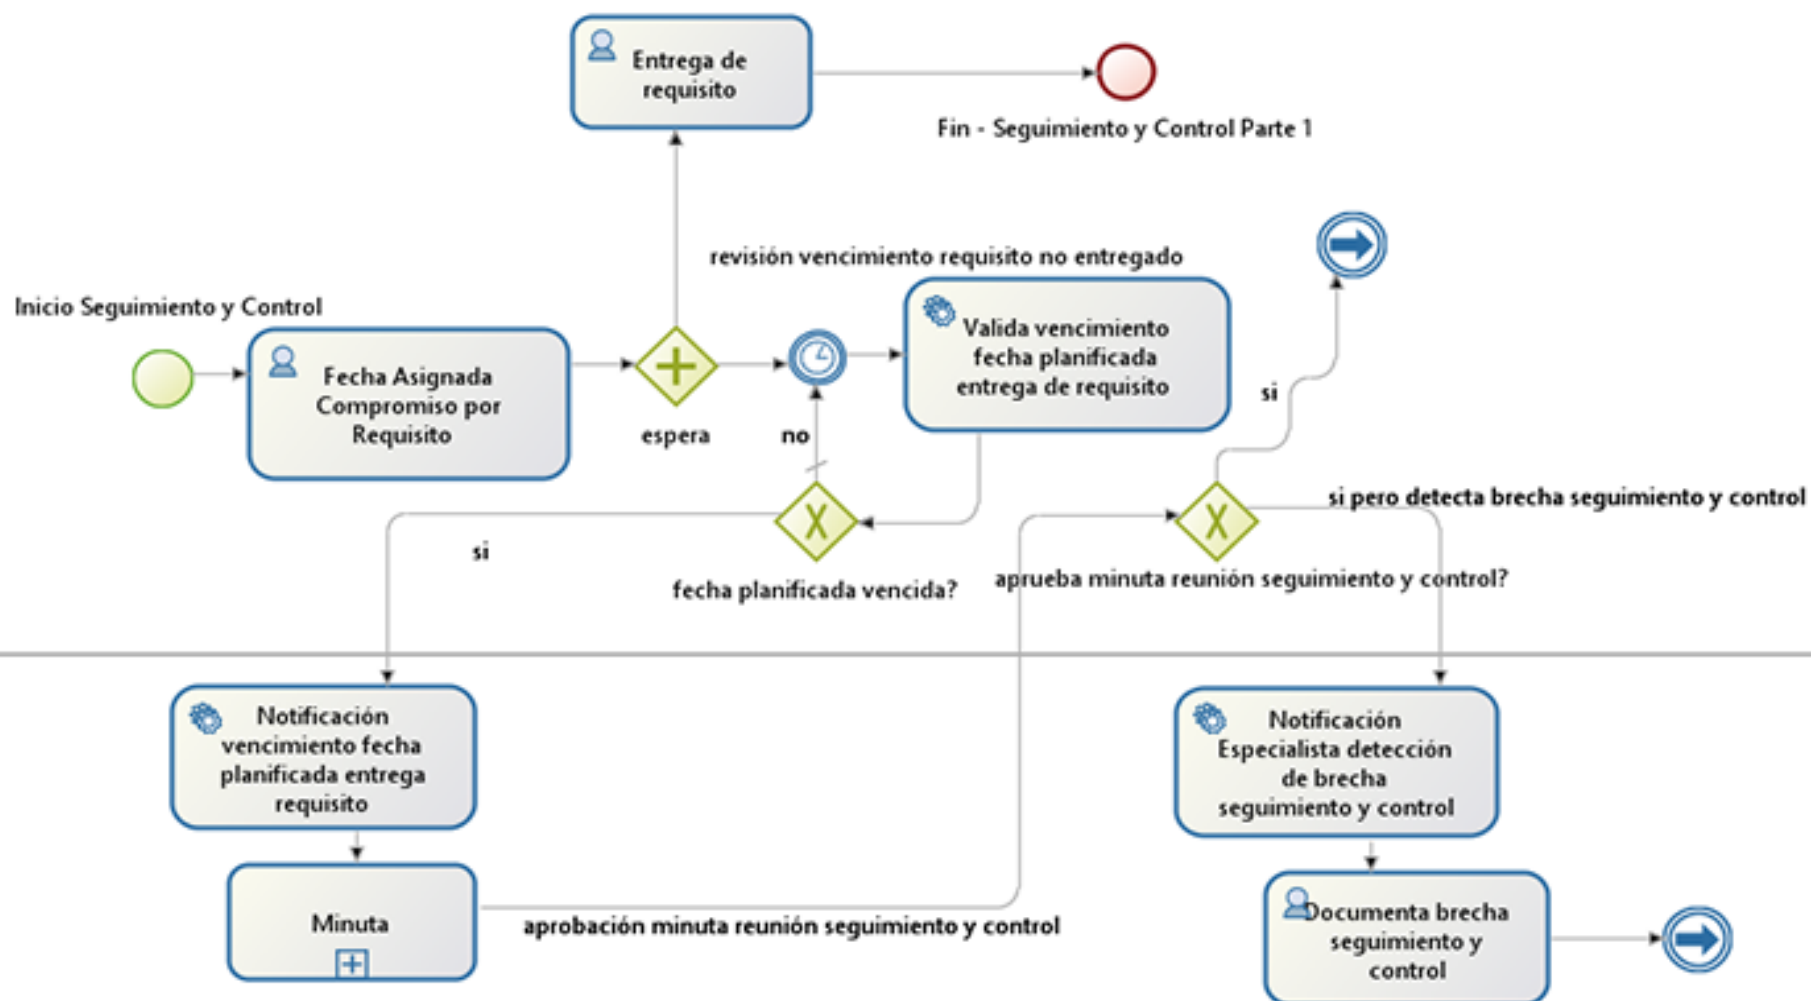 Entrega de
requisito
Fin - Seguimiento y Control Parte 1
revisión vencimiento requisito no entregado
Inicio Seguimiento y Control
Valida vencimiento
fecha planificada
entrega de requisito
Fecha Asignada
Compromiso por
Requisito
espera
no
si
si pero detecta brecha seguimiento y control
si
fecha planificada vencida?
aprueba minuta reunión seguimiento y control?
Notificación
vencimiento fecha
planificada entrega
requisito
Notificación
Especialista detección
de brecha
seguimiento y control
Minuta
aprobación minuta reunión seguimiento y control
Documenta brecha
seguimiento y
control